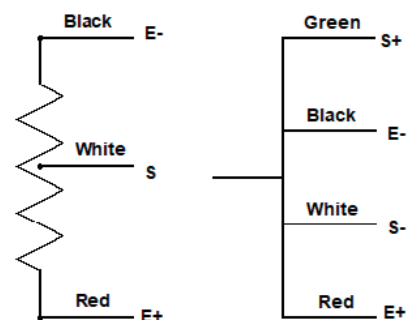 Black E-
White S
Red E+
Green S+
Black E-
White S-
Red E+